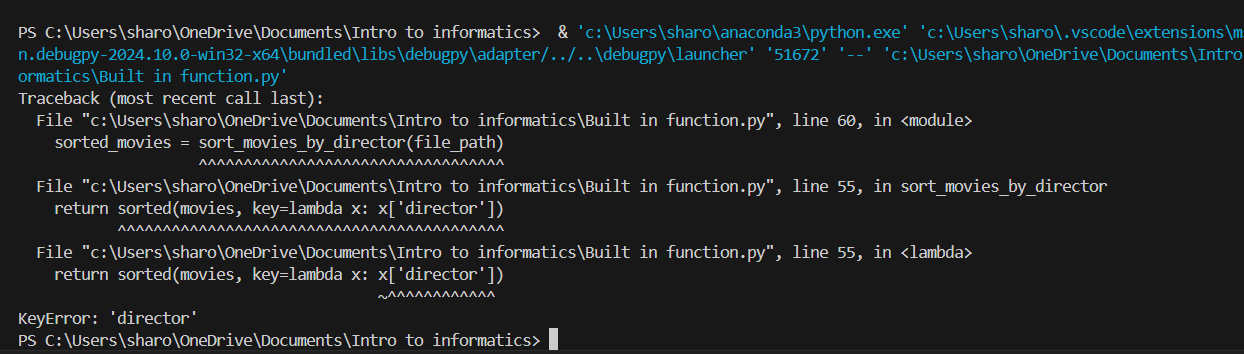 PS C:\Users\sharo\OneDrive\Documents\Intro to informatics>  & 'c:\Users\sharo\anaconda3\python.exe' 'c:\Users\sharo\.vscode\extensions\m
n.debugpy-2024.10.0-win32-x64\bundled\libs\debugpy\adapter/../..\debugpy\launcher' '51672' '--' 'c:\Users\sharo\OneDrive\Documents\Intro
ormatics\Built in function.py'
Traceback (most recent call last):
  File "c:\Users\sharo\OneDrive\Documents\Intro to informatics\Built in function.py", line 60, in <module>
    sorted_movies = sort_movies_by_director(file_path)
                    ^^^^^^^^^^^^^^^^^^^^^^^^^^^^^^^^^^
  File "c:\Users\sharo\OneDrive\Documents\Intro to informatics\Built in function.py", line 55, in sort_movies_by_director
    return sorted(movies, key=lambda x: x['director'])
           ^^^^^^^^^^^^^^^^^^^^^^^^^^^^^^^^^^^^^^^^^^^
  File "c:\Users\sharo\OneDrive\Documents\Intro to informatics\Built in function.py", line 55, in <lambda>
    return sorted(movies, key=lambda x: x['director'])
                                        ~^^^^^^^^^^^^
KeyError: 'director'
PS C:\Users\sharo\OneDrive\Documents\Intro to informatics>